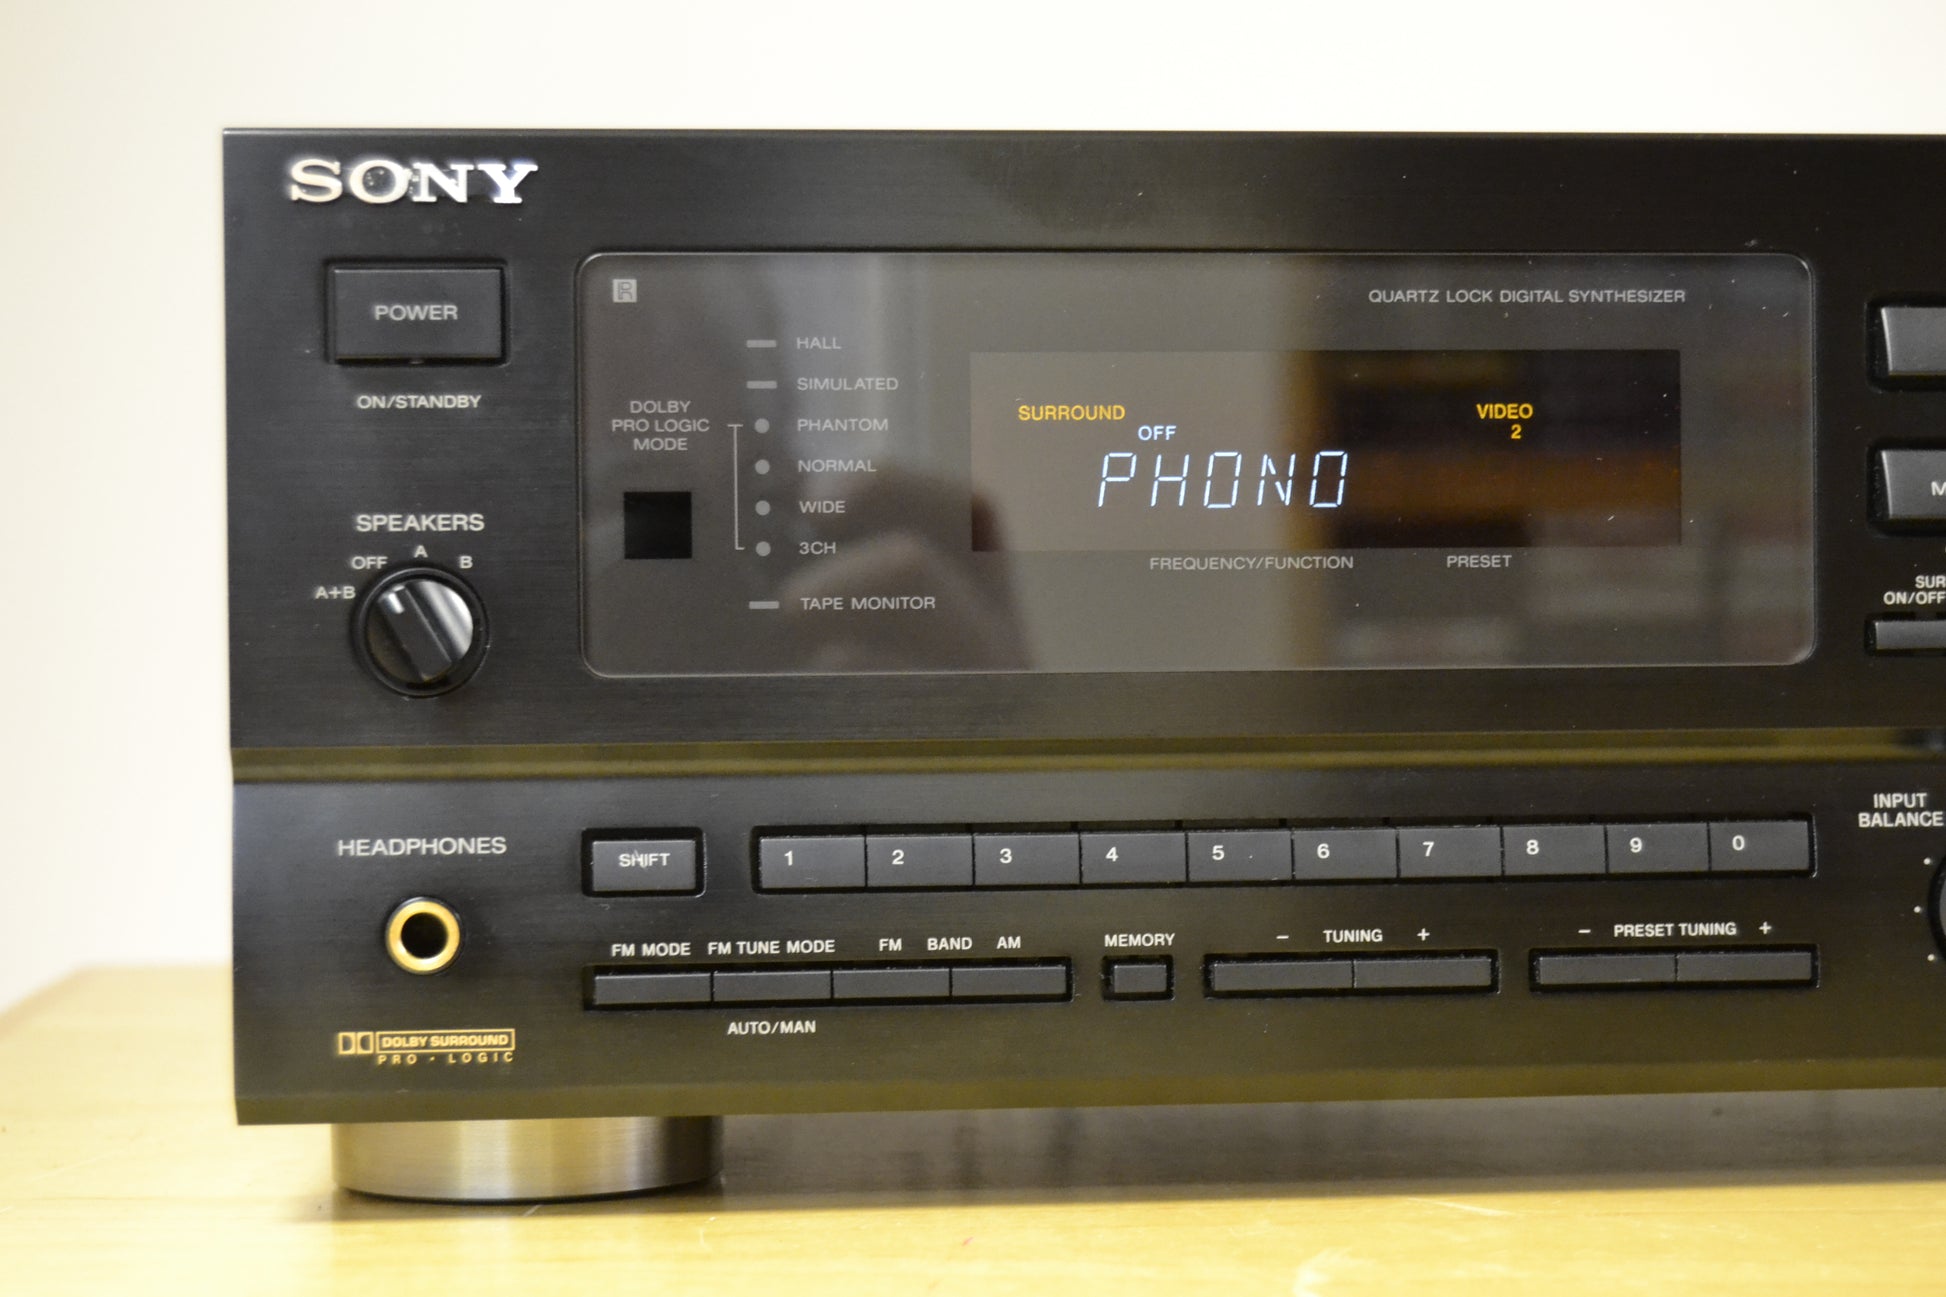 SONY
POWER
ON/STANDBY
SPEAKERS
OFF A B
A+B
QUARTZ LOCK DIGITAL SYNTHESIZER
HALL
SIMULATED
DOLBY
PRO LOGIC
MODE
PHANTOM
NORMAL
WIDE
3CH
TAPE MONITOR
SURROUND
OFF
VIDEO
2
PHONO
FREQUENCY/FUNCTION PRESET
ON/OFF
HEADPHONES
SHIFT
1 2 3 4 5 6 7 8 9 0
INPUT
BALANCE
FM MODE FM TUNE MODE FM BAND AM MEMORY − TUNING + − PRESET TUNING +
AUTO/MAN
DOLBY SURROUND
PRO · LOGIC